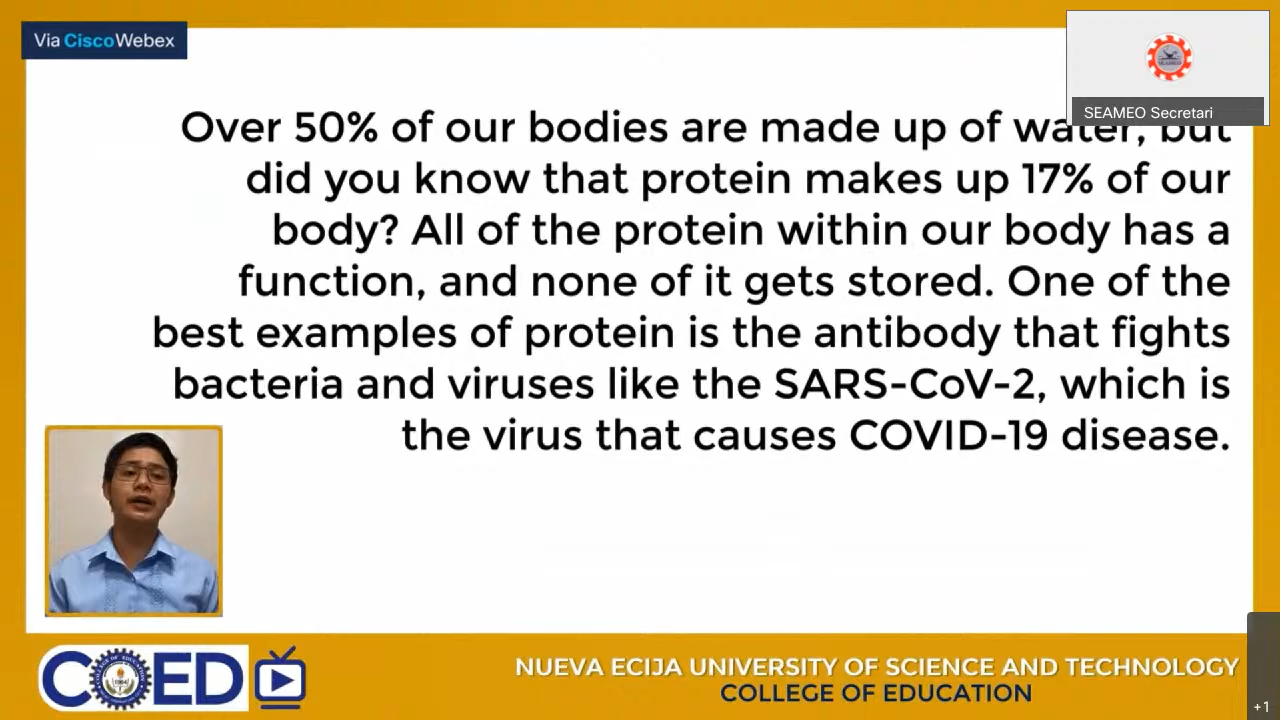 Via Cisco Webex
SEAMEO Secretari
Over 50% of our bodies are made up of water, but
did you know that protein makes up 17% of our
body? All of the protein within our body has a
function, and none of it gets stored. One of the
best examples of protein is the antibody that fights
bacteria and viruses like the SARS-CoV-2, which is
the virus that causes COVID-19 disease.
COED
NUEVA ECIJA UNIVERSITY OF SCIENCE AND TECHNOLOGY
COLLEGE OF EDUCATION
+1